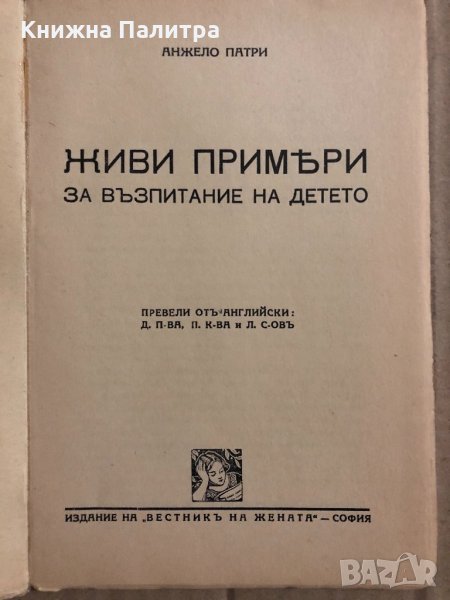 Книжна Палитра
АНЖЕЛО ПАТРИ
ЖИВИ ПРИМѢРИ
ЗА ВЪЗПИТАНИЕ НА ДЕТЕТО
ПРЕВЕЛИ ОТЪ АНГЛИЙСКИ:
Д. П-ВА, П. К-ВА и Л. С-ОВЪ
ИЗДАНИЕ НА „ВЕСТНИКЪ НА ЖЕНАТА“ — СОФИЯ
BAZAR